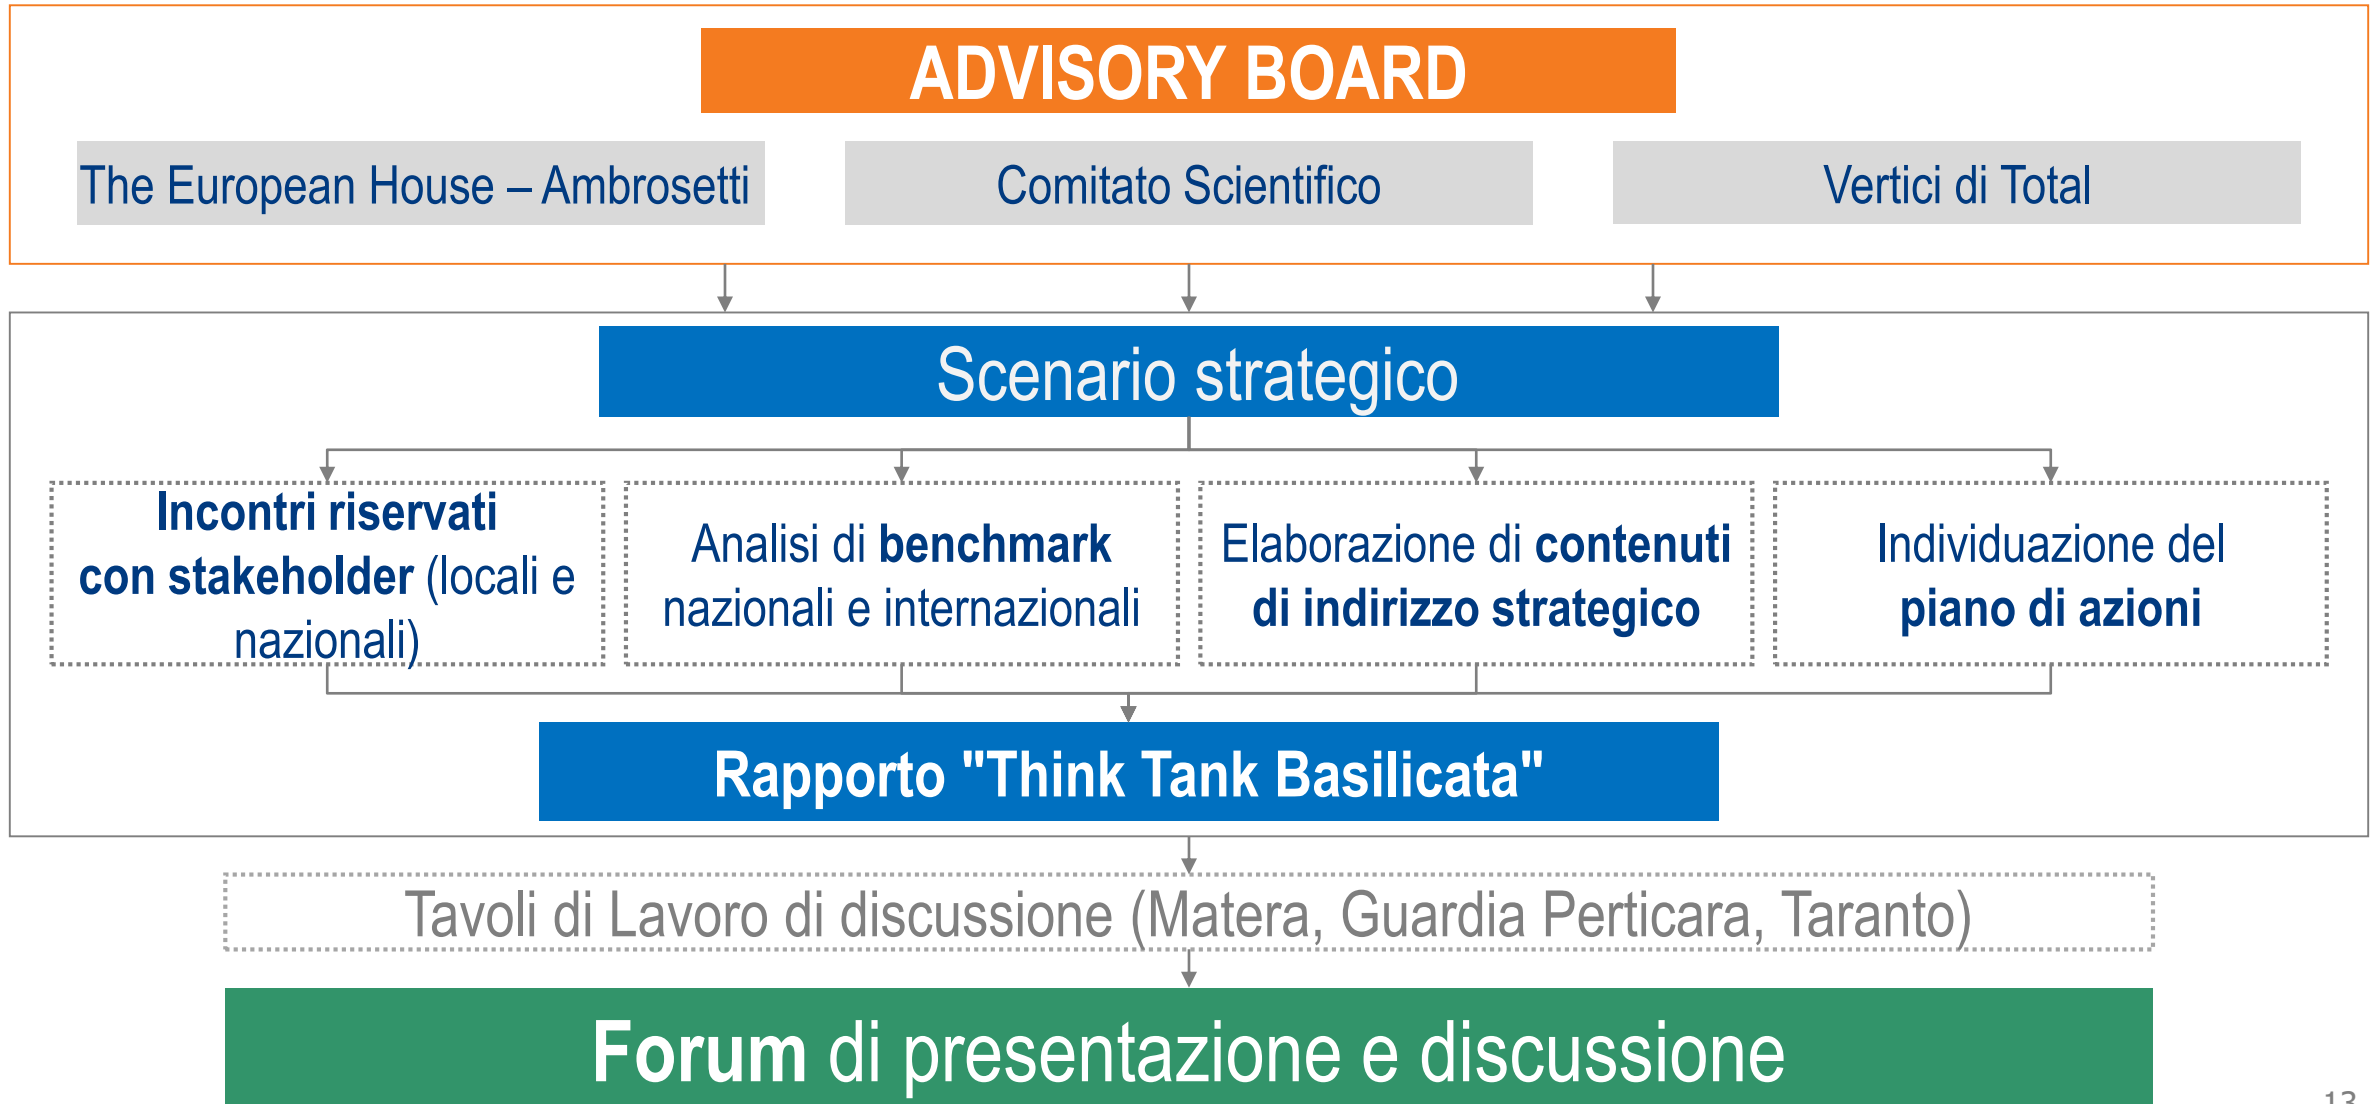 ADVISORY BOARD
The European House – Ambrosetti
Comitato Scientifico
Vertici di Total
Scenario strategico
Incontri riservati
con stakeholder (locali e
nazionali)
Analisi di benchmark
nazionali e internazionali
Elaborazione di contenuti
di indirizzo strategico
Individuazione del
piano di azioni
Rapporto "Think Tank Basilicata"
Tavoli di Lavoro di discussione (Matera, Guardia Perticara, Taranto)
Forum di presentazione e discussione
13